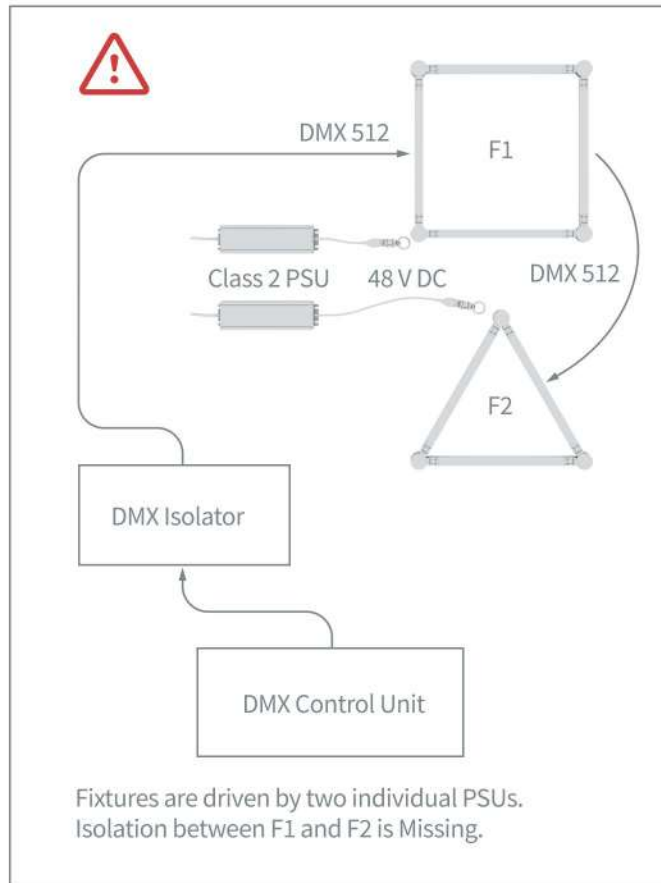 DMX 512
F1
Class 2 PSU 48 V DC
DMX 512
F2
DMX Isolator
DMX Control Unit
Fixtures are driven by two individual PSUs.
Isolation between F1 and F2 is Missing.